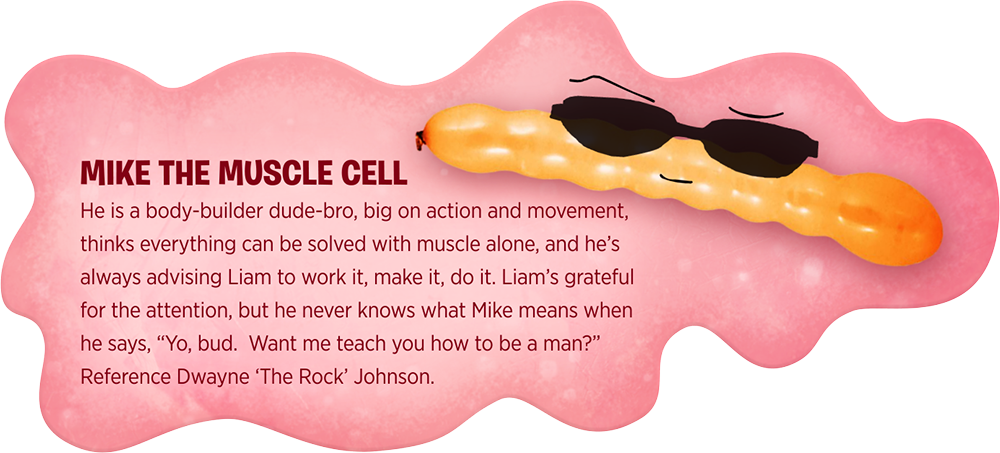 MIKE THE MUSCLE CELL
He is a body-builder dude-bro, big on action and movement,
thinks everything can be solved with muscle alone, and he’s
always advising Liam to work it, make it, do it. Liam’s grateful
for the attention, but he never knows what Mike means when
he says, “Yo, bud.  Want me teach you how to be a man?”
Reference Dwayne ‘The Rock’ Johnson.